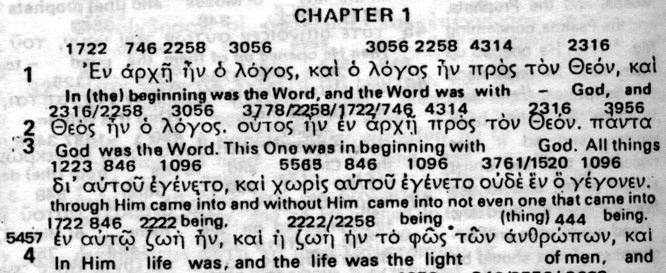 CHAPTER 1
1722 746 2258 3056 3056 2258 4314 2316
1 Ἐν ἀρχῇ ἦν ὁ λόγος, καὶ ὁ λόγος ἦν πρὸς τὸν Θεόν, καὶ
In (the) beginning was the Word, and the Word was with – God, and
2316/2258 3056 3778/2258/1722/746 4314 2316 3956
2 Θεὸς ἦν ὁ λόγος. οὗτος ἦν ἐν ἀρχῇ πρὸς τὸν Θεόν. πάντα
3 God was the Word. This One was in beginning with God. All things
1223 846 1096 5565 846 1096 3761/1520 1096
δι' αὐτοῦ ἐγένετο, καὶ χωρὶς αὐτοῦ ἐγένετο οὐδὲ ἓν ὃ γέγονεν.
through Him came into and without Him came into not even one that came into
1722 846 2222 being, 2222/2258 being (thing) 444 being.
5457 ἐν αὐτῷ ζωὴ ἦν, καὶ ἡ ζωὴ ἦν τὸ φῶς τῶν ἀνθρώπων, καὶ
4 In Him life was, and the life was the light of men, and